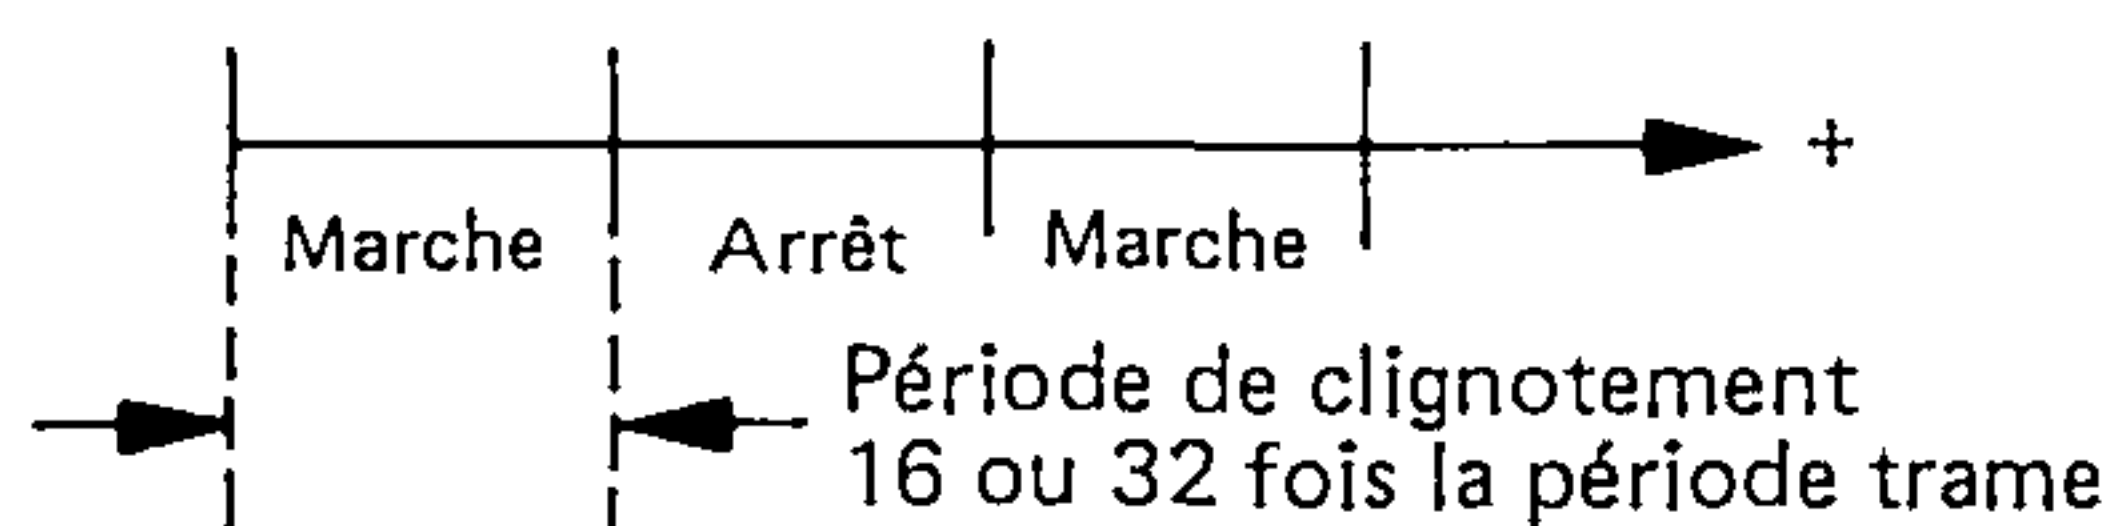 +
Marche Arrêt Marche
Période de clignotement
16 ou 32 fois la période trame